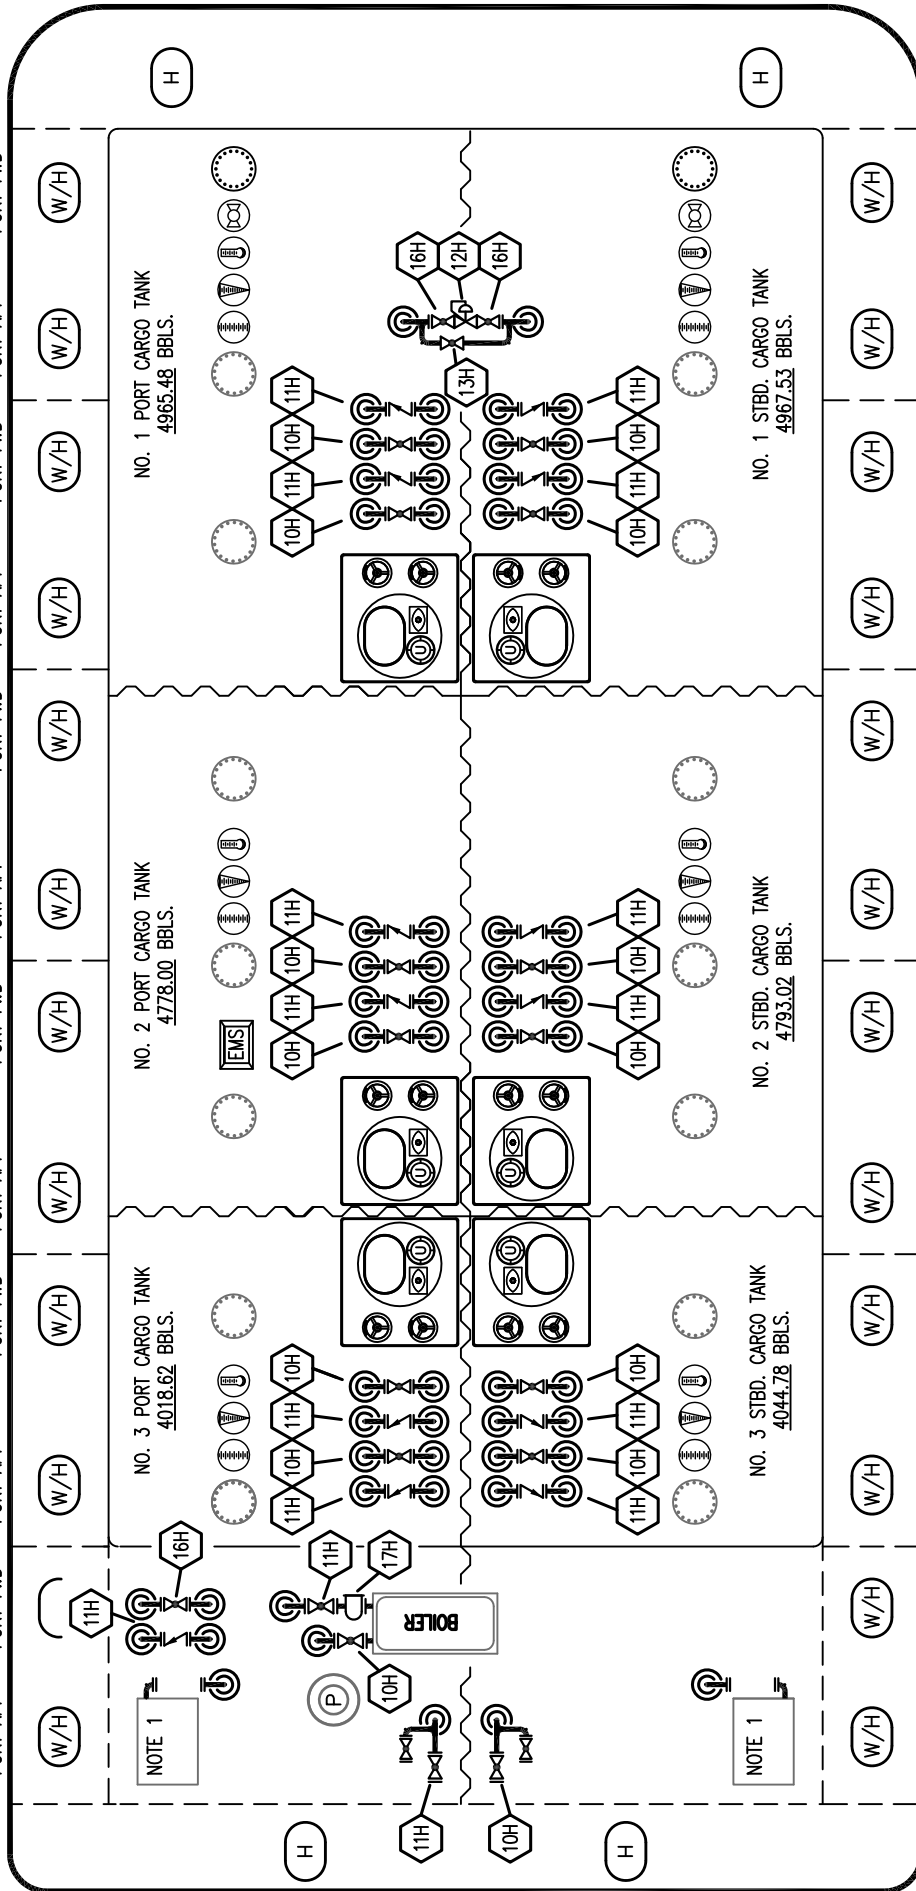 H
H
W/H
W/H
W/H
W/H
W/H
W/H
W/H
W/H
W/H
W/H
W/H
NO. 1 PORT CARGO TANK
4965.48 BBLS.
11H
10H
11H
10H
16H
12H
16H
13H
11H
10H
11H
10H
NO. 1 STBD. CARGO TANK
4967.53 BBLS.
U
U
NO. 2 PORT CARGO TANK
4778.00 BBLS.
EMS
11H
10H
11H
10H
11H
10H
11H
10H
NO. 2 STBD. CARGO TANK
4793.02 BBLS.
U
U
U
U
NO. 3 PORT CARGO TANK
4018.62 BBLS.
10H
11H
10H
11H
10H
11H
10H
11H
NO. 3 STBD. CARGO TANK
4044.78 BBLS.
16H
11H
11H
17H
BOILER
10H
P
NOTE 1
NOTE 1
11H
10H
W/H
W/H
W/H
W/H
W/H
W/H
W/H
W/H
W/H
W/H
W/H
W/H
H
H